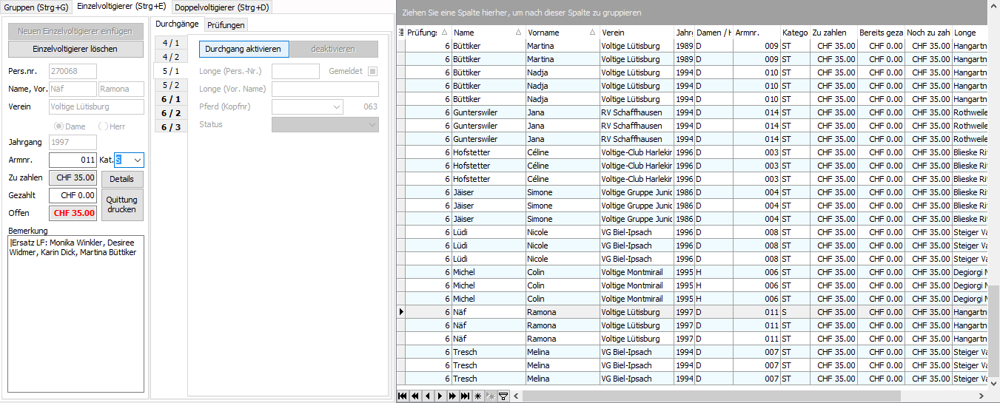 Gruppen (Strg+G) Einzelvoltigierer (Strg+E) Doppelvoltigierer (Strg+D)
Neuen Einzelvoltigierer einfügen
Einzelvoltigierer löschen
Pers.nr. 270068
Name, Vor. Näf Ramona
Verein Voltige Lütisburg
Dame Herr
Jahrgang 1997
Armnr. 011 Kat. S
Zu zahlen CHF 35.00 Details
Gezahlt CHF 0.00 Quittung drucken
Offen CHF 35.00
Bemerkung
Ersatz LF: Monika Winkler, Desiree
Widmer, Karin Dick, Martina Büttiker
Durchgänge Prüfungen
4 / 1
4 / 2
5 / 1
5 / 2
6 / 1
6 / 2
6 / 3
Durchgang aktivieren deaktivieren
Longe (Pers.-Nr.) Gemeldet
Longe (Vor. Name)
Pferd (Kopfnr) 063
Status
Ziehen Sie eine Spalte hierher, um nach dieser Spalte zu gruppieren
Prüfungs Name Vorname Verein Jahrg Damen / H Armnr. Katego Zu zahlen Bereits geza Noch zu zah Longe
6 Büttiker Martina Voltige Lütisburg 1989 D 009 ST CHF 35.00 CHF 0.00 CHF 35.00 Hangartn
6 Büttiker Martina Voltige Lütisburg 1989 D 009 ST CHF 35.00 CHF 0.00 CHF 35.00 Hangartn
6 Büttiker Nadja Voltige Lütisburg 1994 D 010 ST CHF 35.00 CHF 0.00 CHF 35.00 Hangartn
6 Büttiker Nadja Voltige Lütisburg 1994 D 010 ST CHF 35.00 CHF 0.00 CHF 35.00 Hangartn
6 Büttiker Nadja Voltige Lütisburg 1994 D 010 ST CHF 35.00 CHF 0.00 CHF 35.00 Hangartn
6 Gunterswiler Jana RV Schaffhausen 1994 D 014 ST CHF 35.00 CHF 0.00 CHF 35.00 Rothweile
6 Gunterswiler Jana RV Schaffhausen 1994 D 014 ST CHF 35.00 CHF 0.00 CHF 35.00 Rothweile
6 Gunterswiler Jana RV Schaffhausen 1994 D 014 ST CHF 35.00 CHF 0.00 CHF 35.00 Rothweile
6 Hofstetter Céline Voltige-Club Harlekin 1996 D 003 ST CHF 35.00 CHF 0.00 CHF 35.00 Blieske Rit
6 Hofstetter Céline Voltige-Club Harlekin 1996 D 003 ST CHF 35.00 CHF 0.00 CHF 35.00 Blieske Rit
6 Hofstetter Céline Voltige-Club Harlekin 1996 D 003 ST CHF 35.00 CHF 0.00 CHF 35.00 Blieske Rit
6 Jäiser Simone Voltige Gruppe Junic 1986 D 004 ST CHF 35.00 CHF 0.00 CHF 35.00 Blieske Rit
6 Jäiser Simone Voltige Gruppe Junic 1986 D 004 ST CHF 35.00 CHF 0.00 CHF 35.00 Blieske Rit
6 Jäiser Simone Voltige Gruppe Junic 1986 D 004 ST CHF 35.00 CHF 0.00 CHF 35.00 Blieske Rit
6 Lüdi Nicole VG Biel-Ipsach 1996 D 008 ST CHF 35.00 CHF 0.00 CHF 35.00 Steiger Va
6 Lüdi Nicole VG Biel-Ipsach 1996 D 008 ST CHF 35.00 CHF 0.00 CHF 35.00 Steiger Va
6 Lüdi Nicole VG Biel-Ipsach 1996 D 008 ST CHF 35.00 CHF 0.00 CHF 35.00 Steiger Va
6 Michel Colin Voltige Montmirail 1995 H 006 ST CHF 35.00 CHF 0.00 CHF 35.00 Degiorgi M
6 Michel Colin Voltige Montmirail 1995 H 006 ST CHF 35.00 CHF 0.00 CHF 35.00 Degiorgi M
6 Michel Colin Voltige Montmirail 1995 H 006 ST CHF 35.00 CHF 0.00 CHF 35.00 Degiorgi M
6 Näf Ramona Voltige Lütisburg 1997 D 011 S CHF 35.00 CHF 0.00 CHF 35.00 Hangartn
6 Näf Ramona Voltige Lütisburg 1997 D 011 ST CHF 35.00 CHF 0.00 CHF 35.00 Hangartn
6 Näf Ramona Voltige Lütisburg 1997 D 011 ST CHF 35.00 CHF 0.00 CHF 35.00 Hangartn
6 Tresch Melina VG Biel-Ipsach 1994 D 007 ST CHF 35.00 CHF 0.00 CHF 35.00 Steiger Va
6 Tresch Melina VG Biel-Ipsach 1994 D 007 ST CHF 35.00 CHF 0.00 CHF 35.00 Steiger Va
6 Tresch Melina VG Biel-Ipsach 1994 D 007 ST CHF 35.00 CHF 0.00 CHF 35.00 Steiger Va